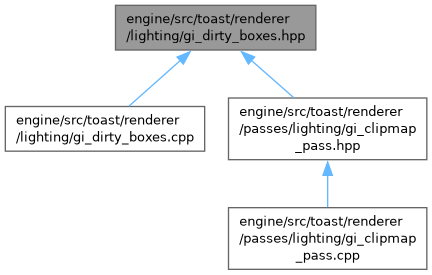 engine/src/toast/renderer
/lighting/gi_dirty_boxes.hpp
engine/src/toast/renderer
/lighting/gi_dirty_boxes.cpp
engine/src/toast/renderer
/passes/lighting/gi_clipmap
_pass.hpp
engine/src/toast/renderer
/passes/lighting/gi_clipmap
_pass.cpp